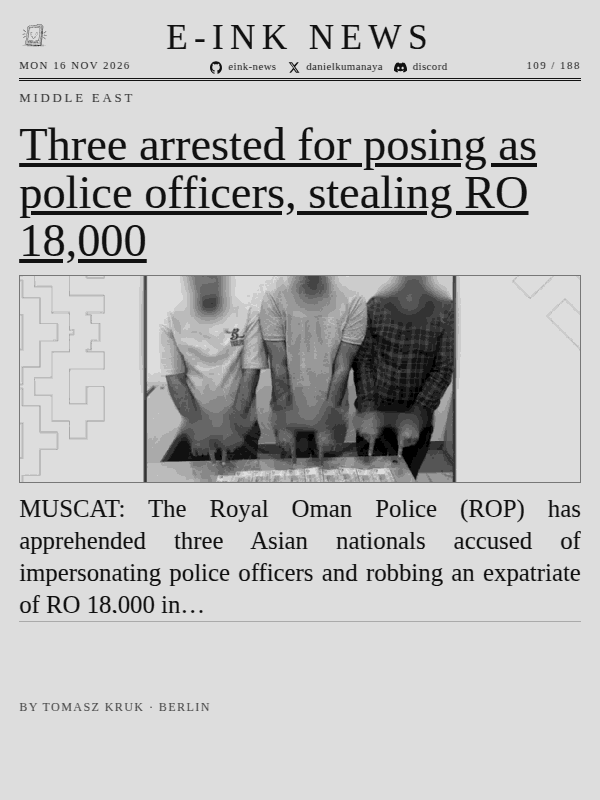 E-INK NEWS
MON 16 NOV 2026
eink-news danielkumanaya discord
109 / 188
MIDDLE EAST
Three arrested for posing as
police officers, stealing RO
18,000
MUSCAT: The Royal Oman Police (ROP) has
apprehended three Asian nationals accused of
impersonating police officers and robbing an expatriate
of RO 18.000 in…
BY TOMASZ KRUK · BERLIN